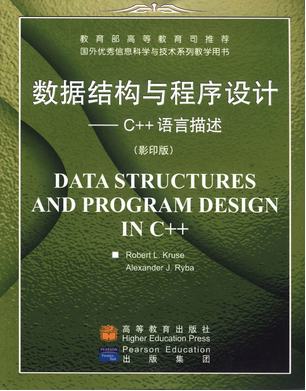 教育部高等教育司推荐
国外优秀信息科学与技术系列教学用书
数据结构与程序设计
——C++ 语言描述
(影印版)
DATA STRUCTURES
AND PROGRAM DESIGN
IN C++
■ Robert L. Kruse
Alexander J. Ryba
高等教育出版社
Higher Education Press
PEARSON
Pearson Education
出版集团